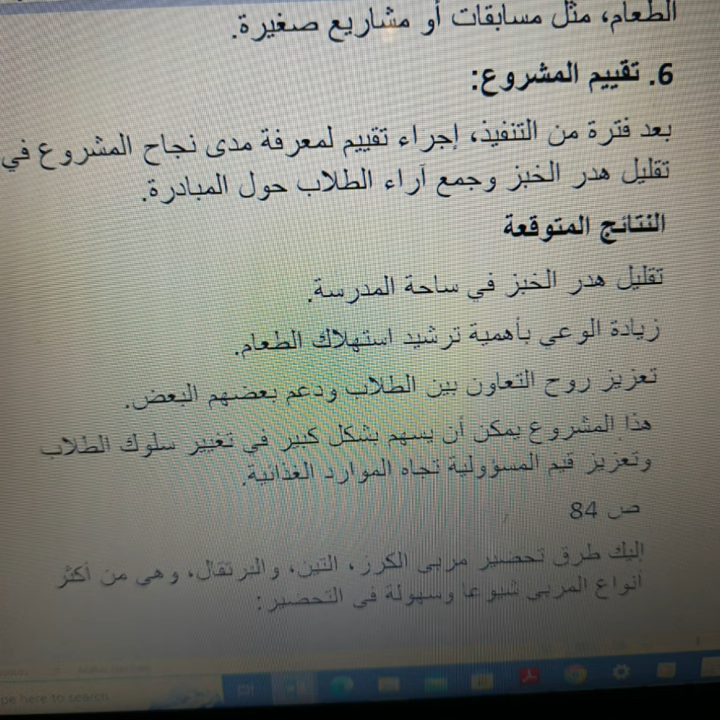 الطعام، مثل مسابقات أو مشاريع صغيرة.
6. تقييم المشروع:
بعد فترة من التنفيذ، إجراء تقييم لمعرفة مدى نجاح المشروع في
تقليل هدر الخبز وجمع آراء الطلاب حول المبادرة.
النتائج المتوقعة
تقليل هدر الخبز في ساحة المدرسة.
زيادة الوعي بأهمية ترشيد استهلاك الطعام.
تعزيز روح التعاون بين الطلاب ودعم بعضهم البعض.
هذا المشروع يمكن أن يسهم بشكل كبير في تغيير سلوك الطلاب
وتعزيز قيم المسؤولية تجاه الموارد الغذائية.
ص 84
إليك طرق تحضير مربى الكرز، التين، والبرتقال، وهي من أكثر
أنواع المربى شيوعا وسهولة في التحضير:
pe here to search